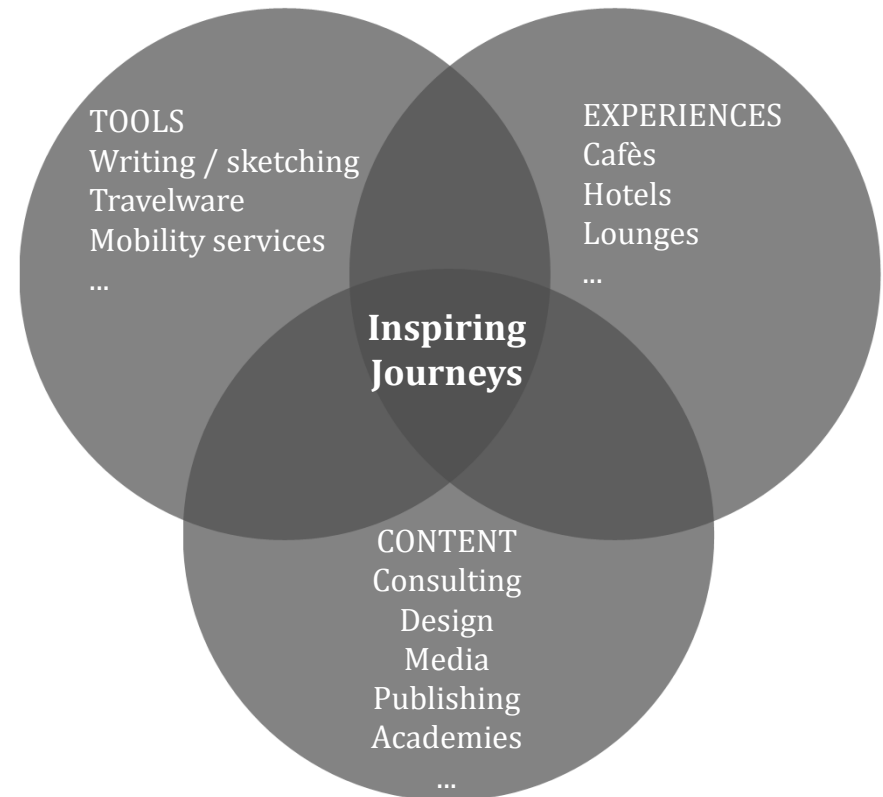 TOOLS
Writing / sketching
Travelware
Mobility services
...
EXPERIENCES
Cafès
Hotels
Lounges
...
Inspiring
Journeys
CONTENT
Consulting
Design
Media
Publishing
Academies
...